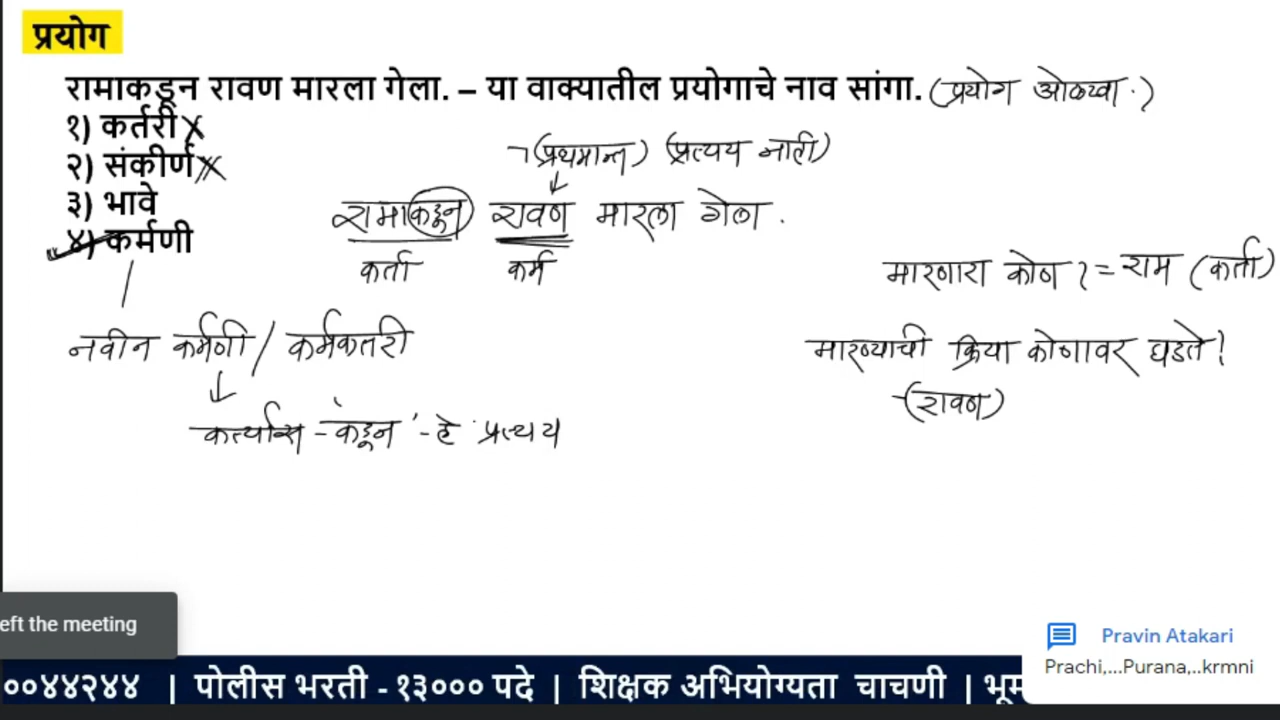 प्रयोग
रामाकडून रावण मारला गेला. – या वाक्यातील प्रयोगाचे नाव सांगा. (प्रयोग ओळखा.)
१) कर्तरी X
२) संकीर्ण X
३) भावे
४) कर्मणी
(प्रथमान्त) (प्रत्यय नाही)
रामाकडून रावण मारला गेला.
कर्ता कर्म
मारणारा कोण ? = राम (कर्ता)
नवीन कर्मणी / कर्मकर्तरी
मारण्याची क्रिया कोणावर घडते ?
- (रावण)
कर्त्यास - 'कडून' - हे प्रत्यय
eft the meeting
Pravin Atakari
Prachi,...Purana,..krmni
००४४२४४ | पोलीस भरती - १३००० पदे | शिक्षक अभियोग्यता चाचणी | भूम